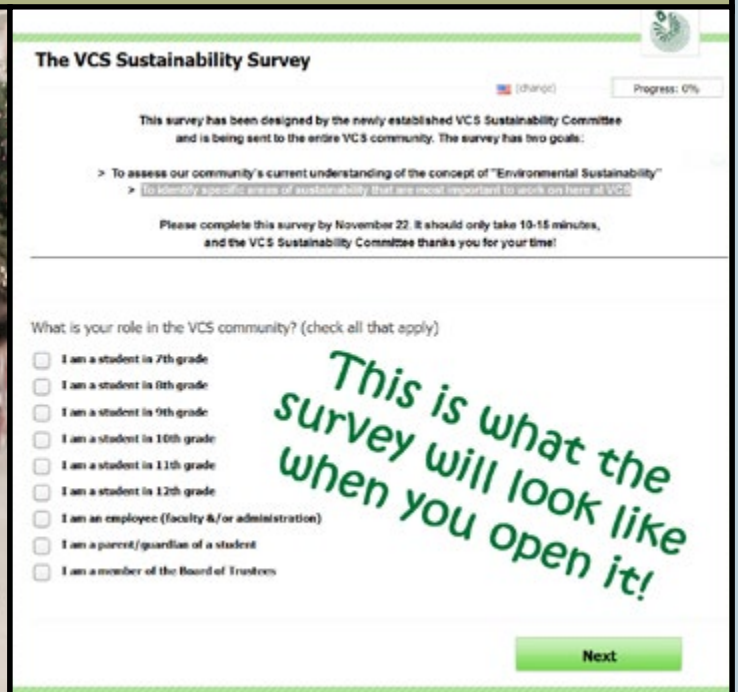 The VCS Sustainability Survey
(change)
Progress: 0%
This survey has been designed by the newly established VCS Sustainability Committee
and is being sent to the entire VCS community. The survey has two goals:
> To assess our community's current understanding of the concept of "Environmental Sustainability"
> To identify specific areas of sustainability that are most important to work on here at VCS
Please complete this survey by November 22. It should only take 10-15 minutes,
and the VCS Sustainability Committee thanks you for your time!
What is your role in the VCS community? (check all that apply)
I am a student in 7th grade
I am a student in 8th grade
I am a student in 9th grade
I am a student in 10th grade
I am a student in 11th grade
I am a student in 12th grade
I am an employee (faculty &/or administration)
I am a parent/guardian of a student
I am a member of the Board of Trustees
This is what the
survey will look like
when you open it!
Next